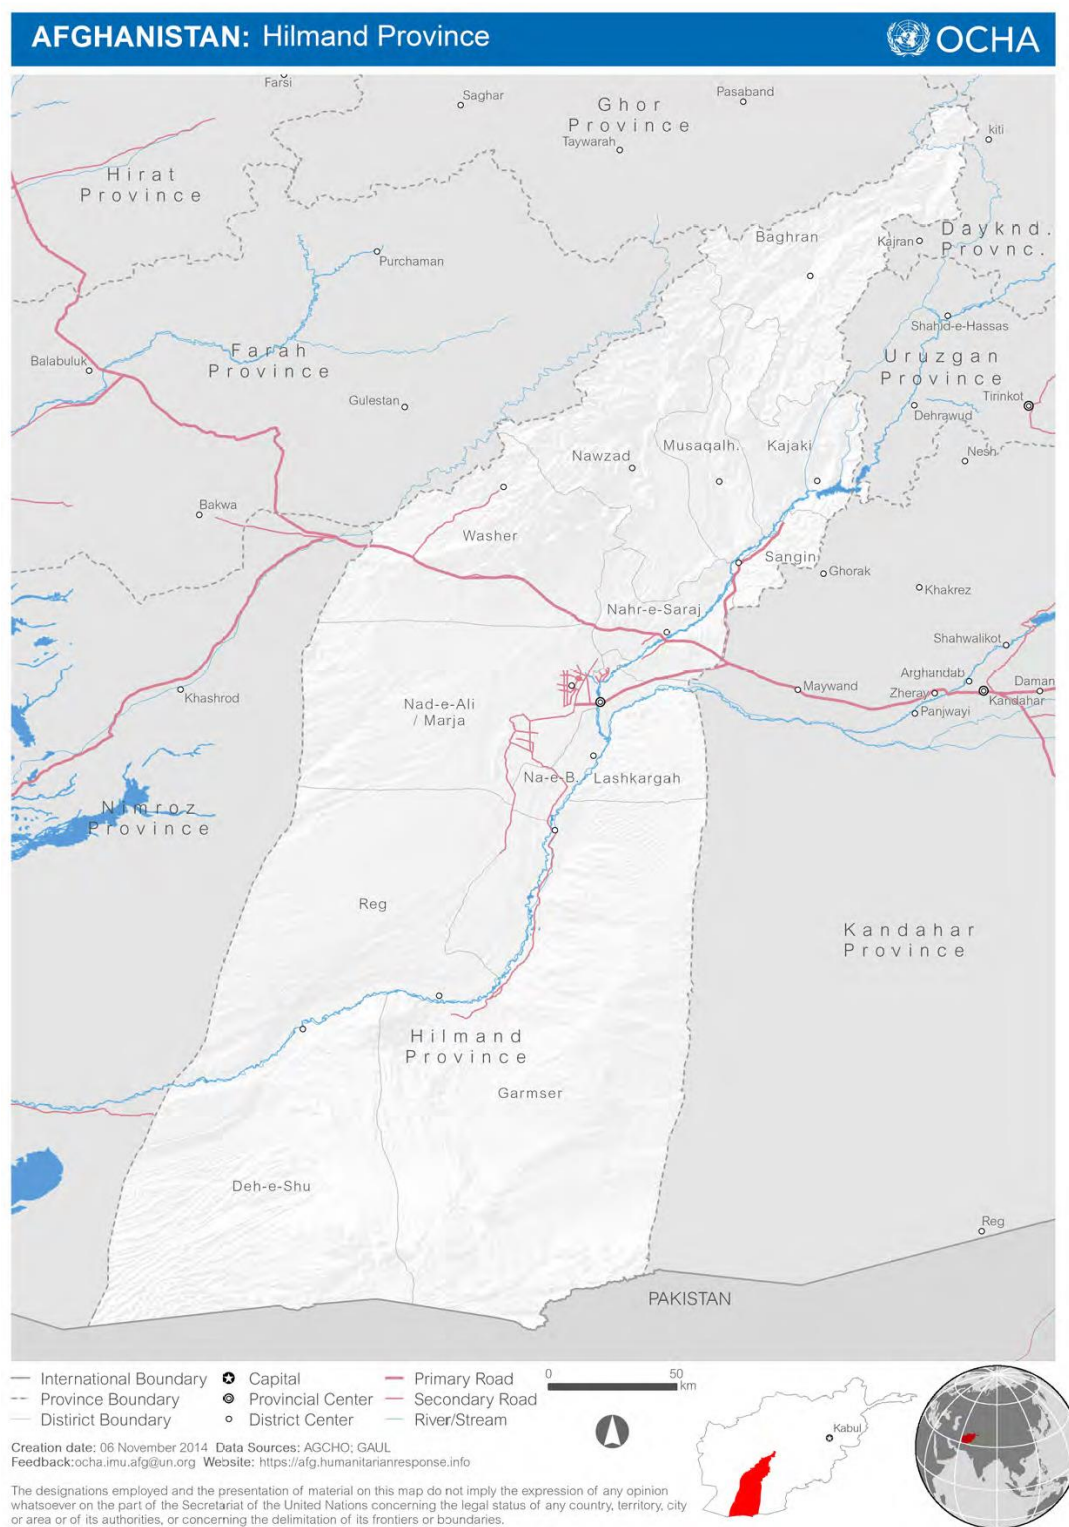 AFGHANISTAN: Hilmand Province
OCHA
Farsi
Saghar
Pasaband
Ghor
Province
Taywarah
kiti
Hirat
Province
Baghran
Kajran
Dayknd.
Provnc.
Purchaman
Shahid-e-Hassas
Farah
Province
Balabuluk
Uruzgan
Province
Tirinkot
Gulestan
Dehrawud
Nawzad
Musaqalh.
Kajaki
Nesh
Bakwa
Washer
Sangin
Ghorak
Khakrez
Nahr-e-Saraj
Shahwalikot
Khashrod
Nad-e-Ali
/ Marja
Maywand
Arghandab
Daman
Zheray
Kandahar
Panjwayi
Na-e-B.
Lashkargah
Nimroz
Province
Reg
Kandahar
Province
Hilmand
Province
Garmser
Deh-e-Shu
Reg
PAKISTAN
International Boundary
Province Boundary
Distirict Boundary
Capital
Provincial Center
District Center
Primary Road
Secondary Road
River/Stream
0 50
km
Kabul
Creation date: 06 November 2014 Data Sources: AGCHO; GAUL
Feedback:ocha.imu.afg@un.org Website: https://afg.humanitarianresponse.info
The designations employed and the presentation of material on this map do not imply the expression of any opinion
whatsoever on the part of the Secretariat of the United Nations concerning the legal status of any country, territory, city
or area or of its authorities, or concerning the delimitation of its frontiers or boundaries.